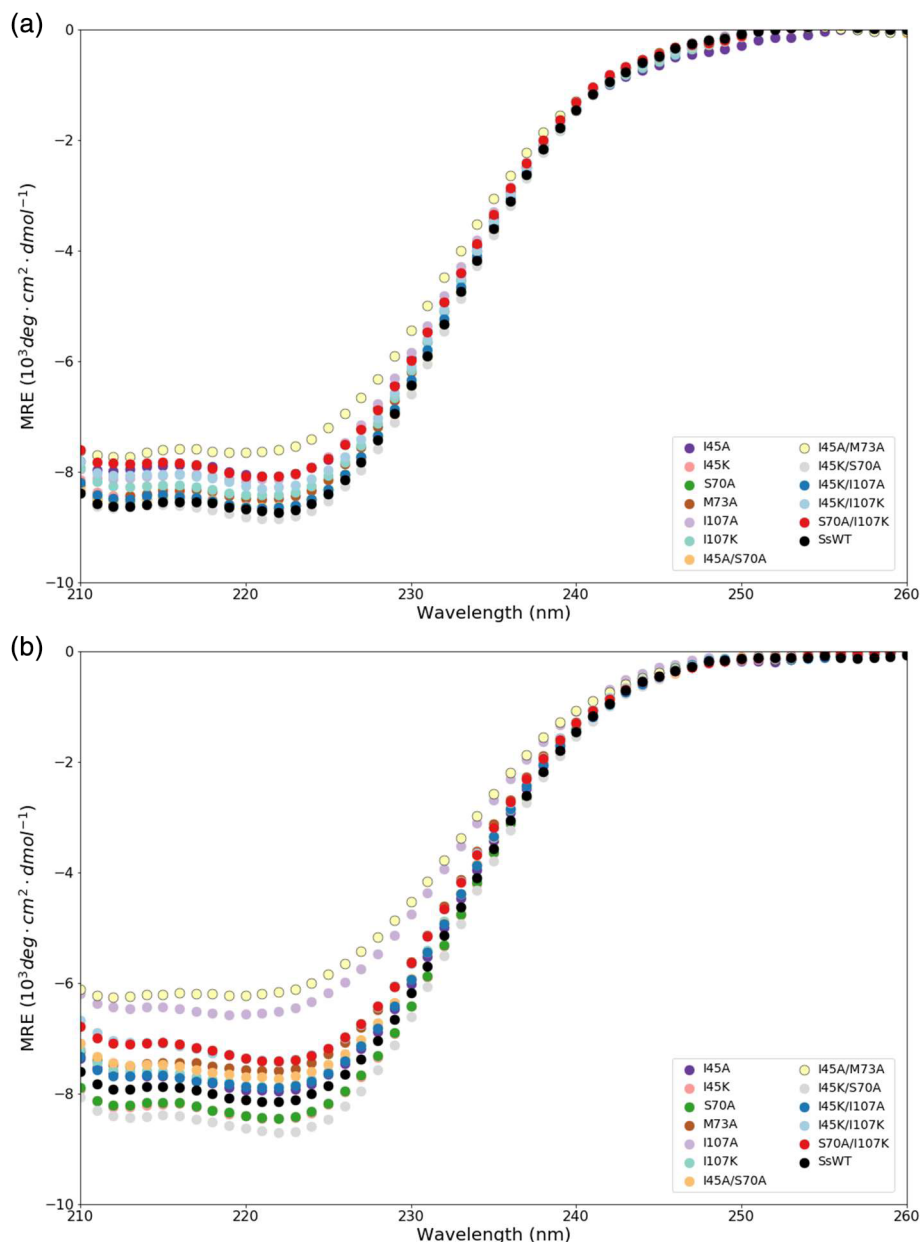 (a)
MRE (10³deg · cm² · dmol⁻¹)
0
−2
−4
−6
−8
−10
210 220 230 240 250 260
Wavelength (nm)
I45A
I45K
S70A
M73A
I107A
I107K
I45A/S70A
I45A/M73A
I45K/S70A
I45K/I107A
I45K/I107K
S70A/I107K
SsWT
(b)
MRE (10³deg · cm² · dmol⁻¹)
0
−2
−4
−6
−8
−10
210 220 230 240 250 260
Wavelength (nm)
I45A
I45K
S70A
M73A
I107A
I107K
I45A/S70A
I45A/M73A
I45K/S70A
I45K/I107A
I45K/I107K
S70A/I107K
SsWT